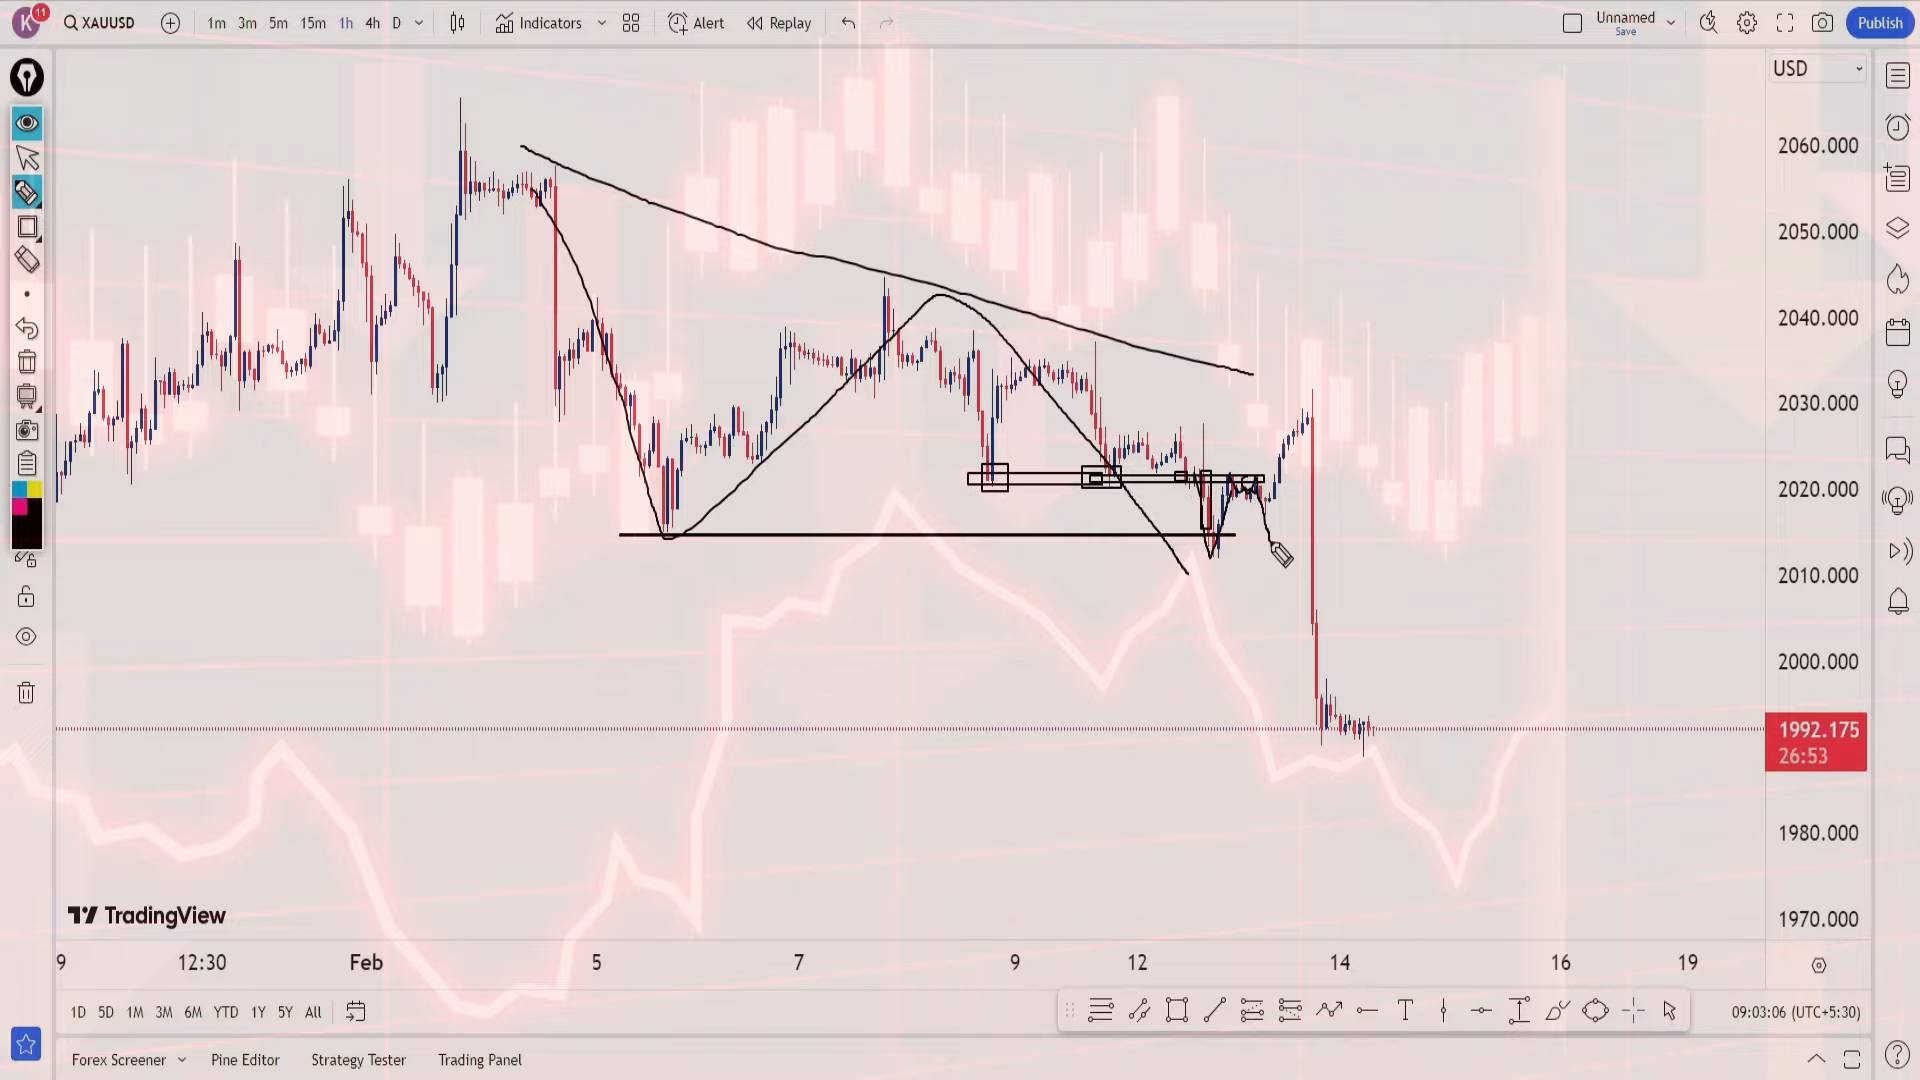 K 11 XAUUSD 1m 3m 5m 15m 1h 4h D Indicators Alert Replay Unnamed Publish
Save
USD
2060.000
2050.000
2040.000
2030.000
2020.000
2010.000
2000.000
1992.175
26:53
1980.000
1970.000
TradingView
9 12:30 Feb 5 7 9 12 14 16 19
1D 5D 1M 3M 6M YTD 1Y 5Y All 09:03:06 (UTC+5:30)
Forex Screener Pine Editor Strategy Tester Trading Panel